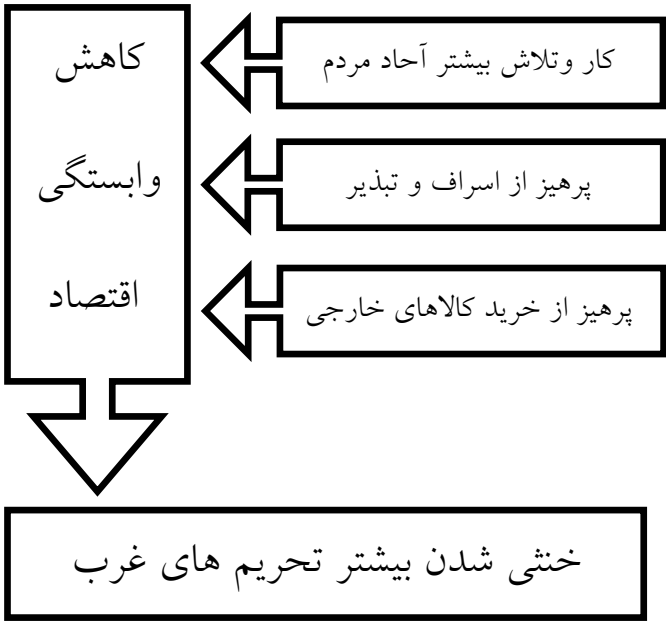 کار وتلاش بیشتر آحاد مردم
پرهیز از اسراف و تبذیر
پرهیز از خرید کالاهای خارجی
کاهش
وابستگی
اقتصاد
خنثی شدن بیشتر تحریم های غرب